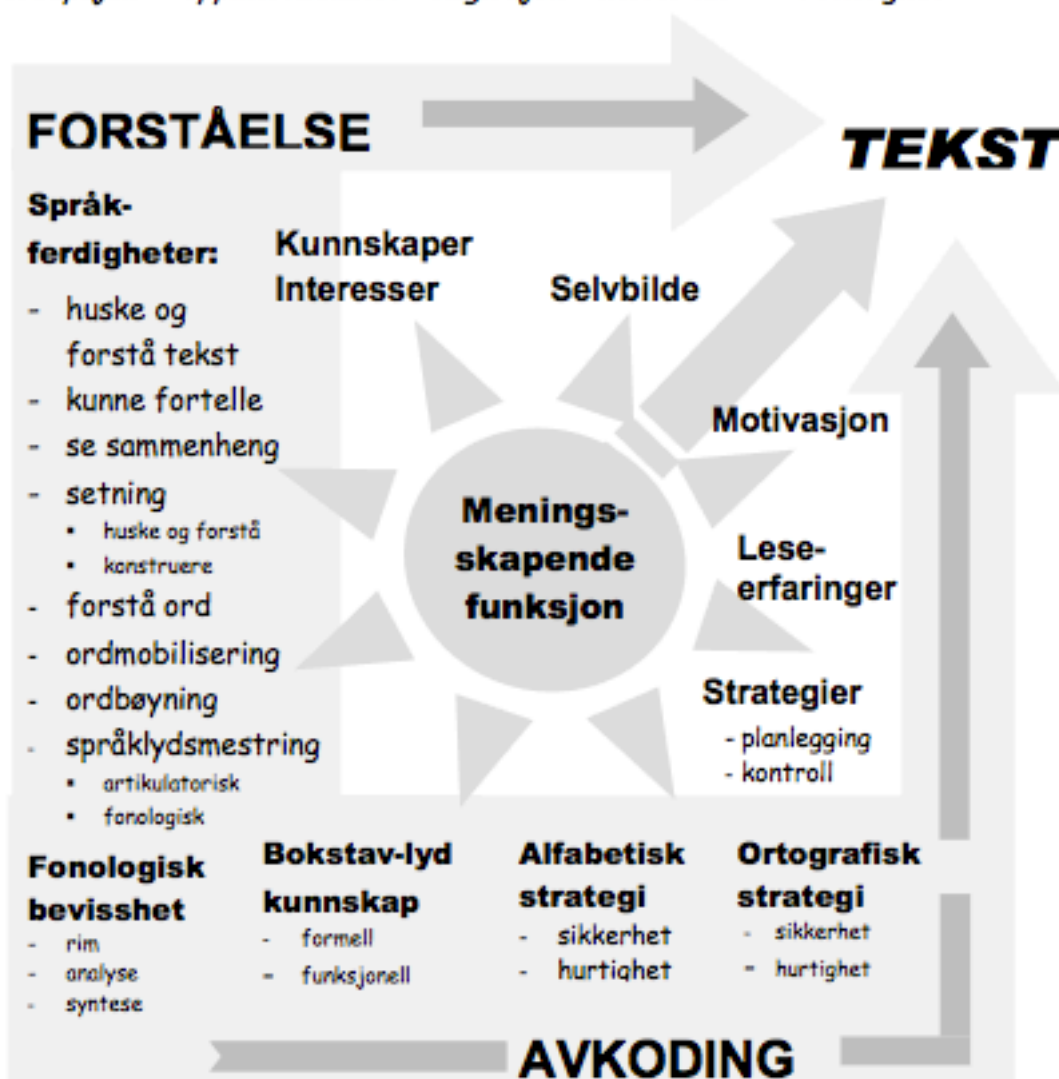 FORSTÅELSE
TEKST
Språk-
ferdigheter:
- huske og
forstå tekst
- kunne fortelle
- se sammenheng
- setning
▪ huske og forstå
▪ konstruere
- forstå ord
- ordmobilisering
- ordbøyning
- språklydsmestring
▪ artikulatorisk
▪ fonologisk
Kunnskaper
Interesser
Selvbilde
Motivasjon
Lese-
erfaringer
Strategier
- planlegging
- kontroll
Menings-
skapende
funksjon
Fonologisk
bevisshet
- rim
- analyse
- syntese
Bokstav-lyd
kunnskap
- formell
- funksjonell
Alfabetisk
strategi
- sikkerhet
- hurtighet
Ortografisk
strategi
- sikkerhet
- hurtighet
AVKODING